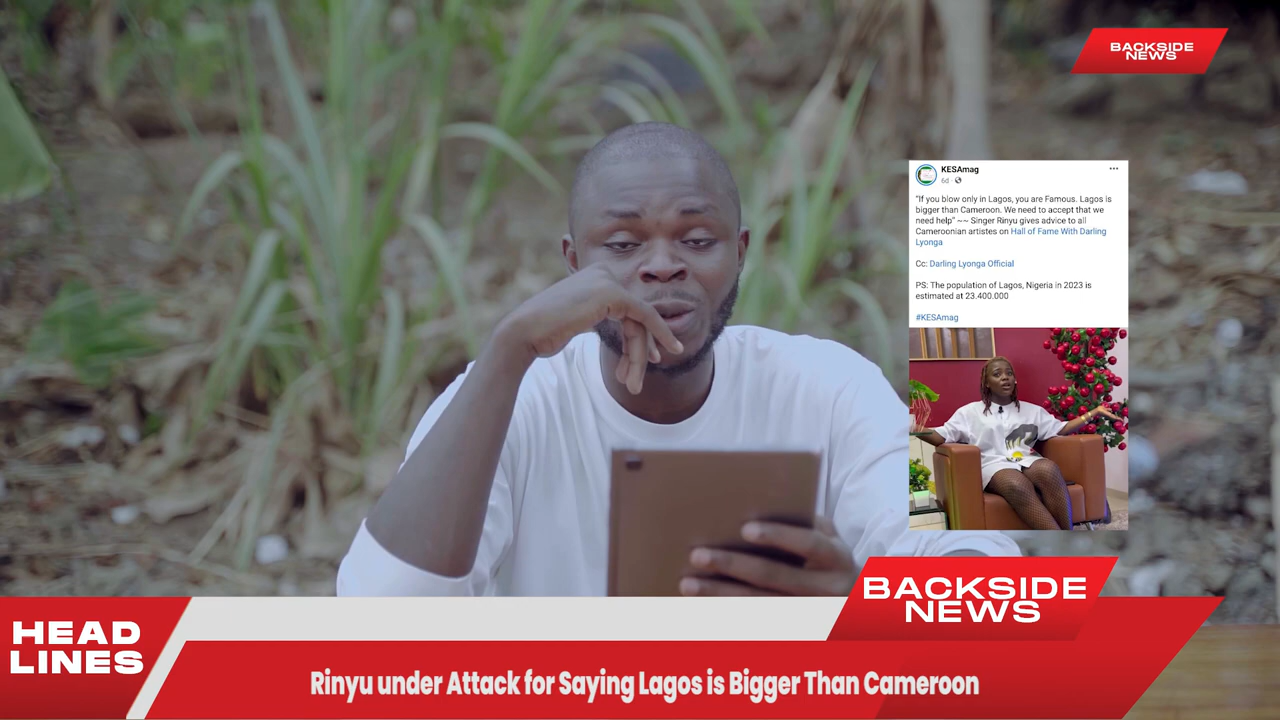 BACKSIDE
NEWS
KESAmag
6d
"If you blow only in Lagos, you are Famous. Lagos is
bigger than Cameroon. We need to accept that we
need help" ~~ Singer Rinyu gives advice to all
Cameroonian artistes on Hall of Fame With Darling
Lyonga
Cc: Darling Lyonga Official
PS: The population of Lagos, Nigeria in 2023 is
estimated at 23.400.000
#KESAmag
BACKSIDE
NEWS
HEAD
LINES
Rinyu under Attack for Saying Lagos is Bigger Than Cameroon